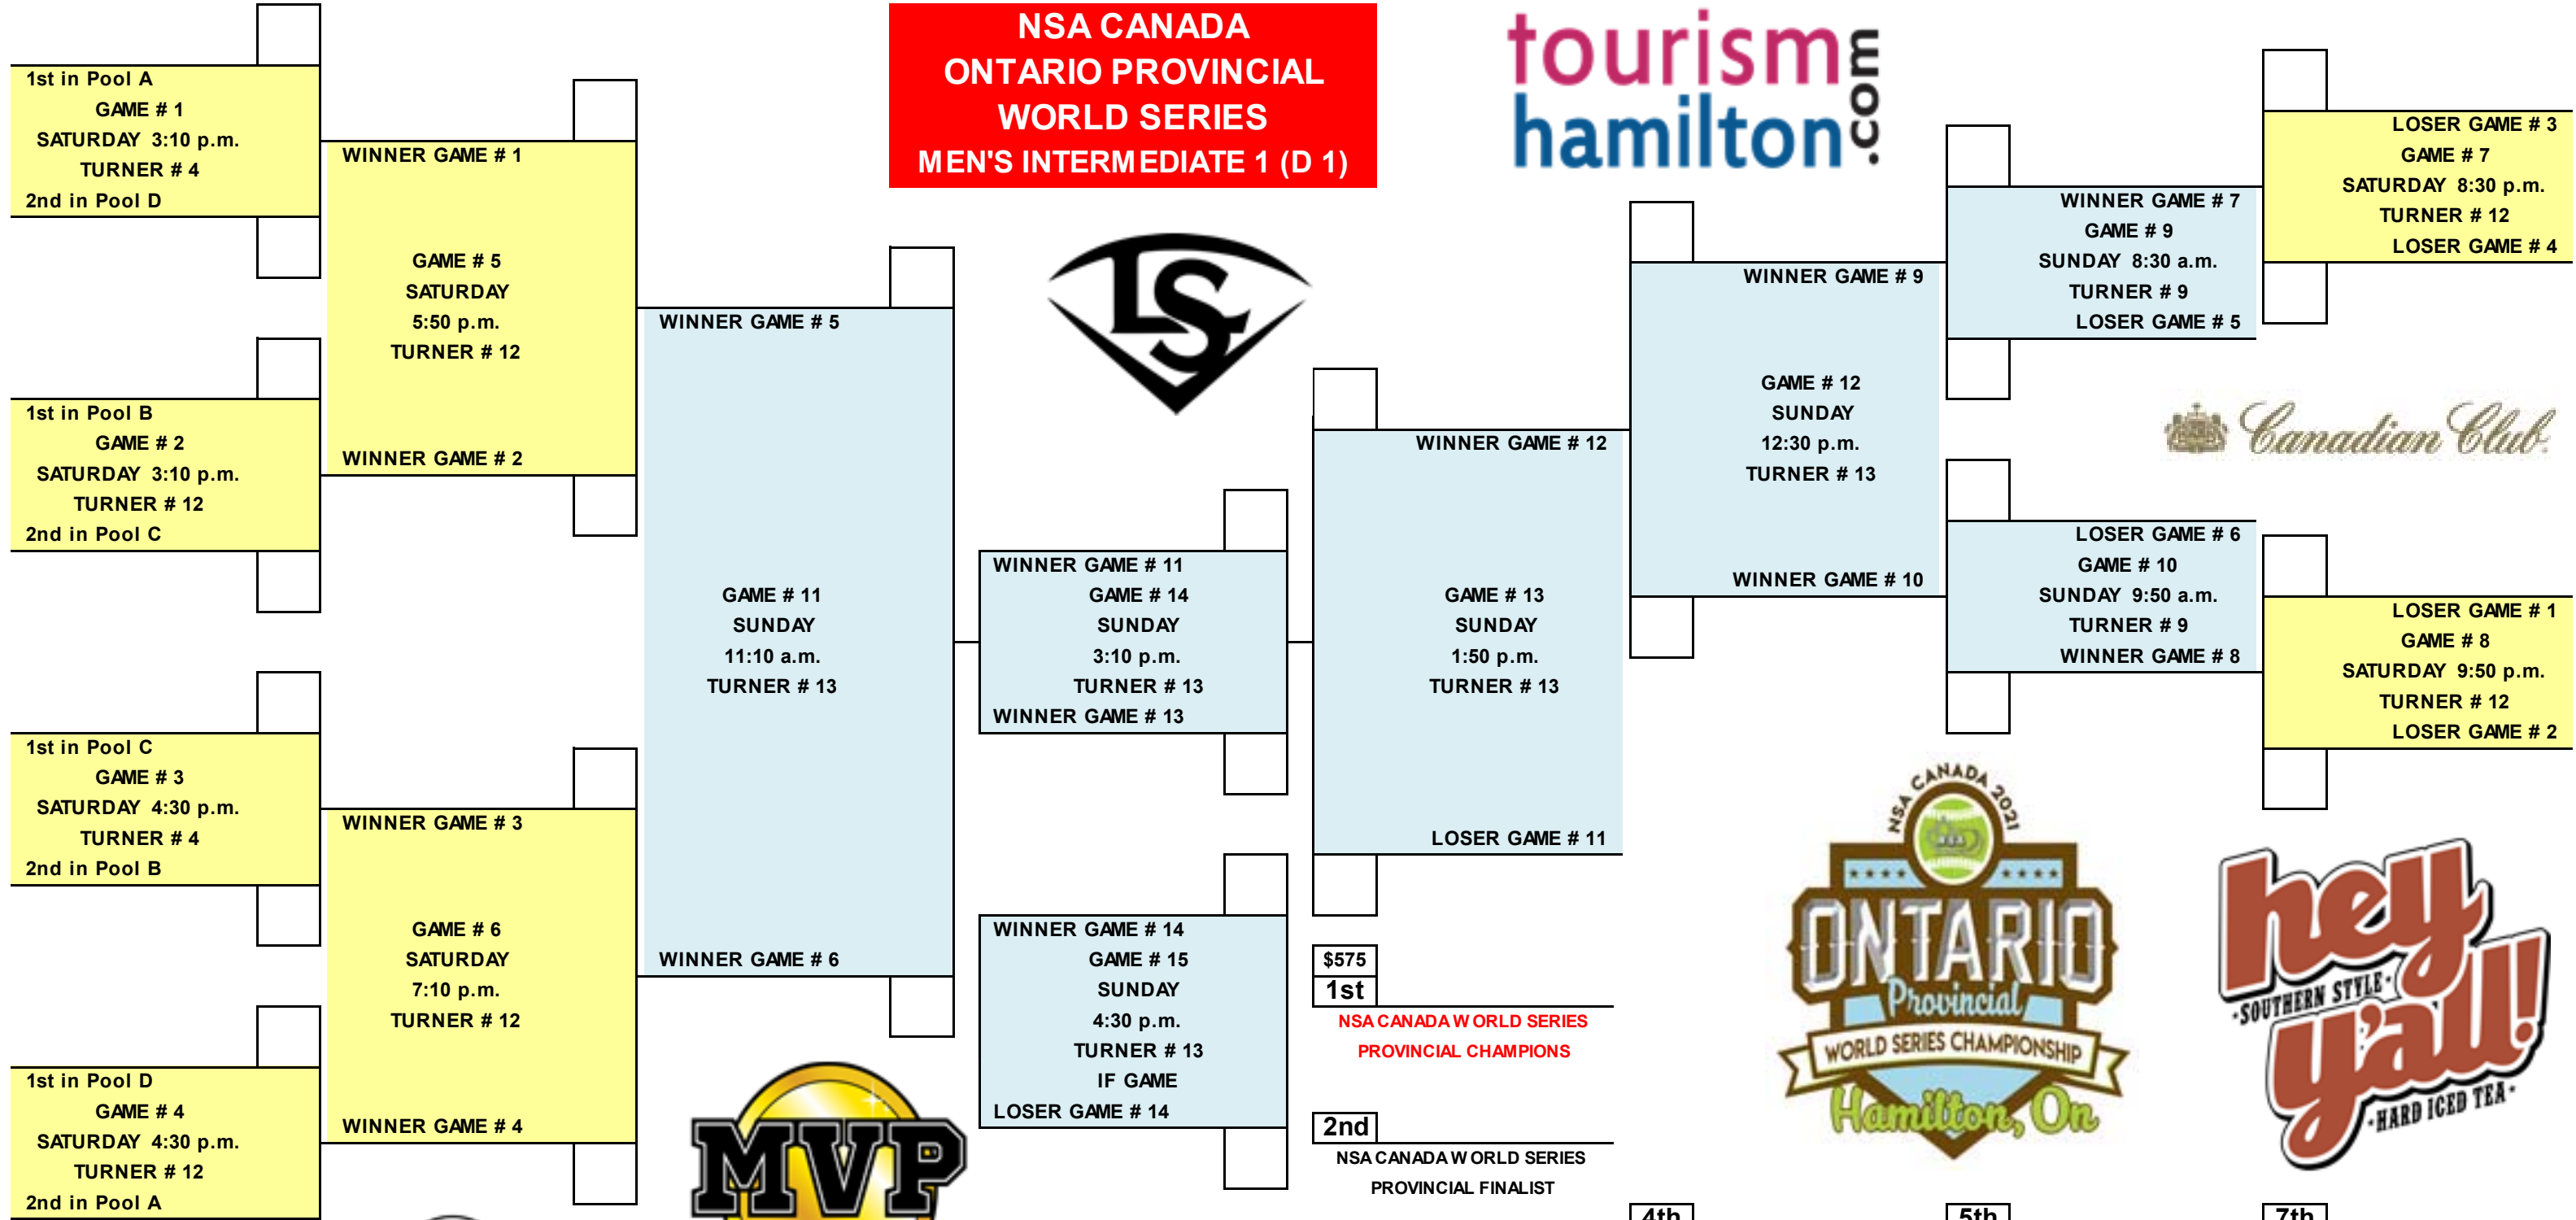 NSA CANADA
ONTARIO PROVINCIAL
WORLD SERIES
MEN'S INTERMEDIATE 1 (D 1)
tourism
hamilton
.com
1st in Pool A
GAME # 1
SATURDAY 3:10 p.m.
TURNER # 4
2nd in Pool D
1st in Pool B
GAME # 2
SATURDAY 3:10 p.m.
TURNER # 12
2nd in Pool C
1st in Pool C
GAME # 3
SATURDAY 4:30 p.m.
TURNER # 4
2nd in Pool B
1st in Pool D
GAME # 4
SATURDAY 4:30 p.m.
TURNER # 12
2nd in Pool A
WINNER GAME # 1
GAME # 5
SATURDAY
5:50 p.m.
TURNER # 12
WINNER GAME # 2
WINNER GAME # 3
GAME # 6
SATURDAY
7:10 p.m.
TURNER # 12
WINNER GAME # 4
WINNER GAME # 5
GAME # 11
SUNDAY
11:10 a.m.
TURNER # 13
WINNER GAME # 6
LS
MVP
WINNER GAME # 11
GAME # 14
SUNDAY
3:10 p.m.
TURNER # 13
WINNER GAME # 13
WINNER GAME # 14
GAME # 15
SUNDAY
4:30 p.m.
TURNER # 13
IF GAME
LOSER GAME # 14
WINNER GAME # 12
GAME # 13
SUNDAY
1:50 p.m.
TURNER # 13
LOSER GAME # 11
$575
1st
NSA CANADA WORLD SERIES
PROVINCIAL CHAMPIONS
2nd
NSA CANADA WORLD SERIES
PROVINCIAL FINALIST
WINNER GAME # 9
GAME # 12
SUNDAY
12:30 p.m.
TURNER # 13
WINNER GAME # 10
WINNER GAME # 7
GAME # 9
SUNDAY 8:30 a.m.
TURNER # 9
LOSER GAME # 5
LOSER GAME # 6
GAME # 10
SUNDAY 9:50 a.m.
TURNER # 9
WINNER GAME # 8
LOSER GAME # 3
GAME # 7
SATURDAY 8:30 p.m.
TURNER # 12
LOSER GAME # 4
Canadian Club.
LOSER GAME # 1
GAME # 8
SATURDAY 9:50 p.m.
TURNER # 12
LOSER GAME # 2
NSA CANADA 2021
ONTARIO
Provincial
WORLD SERIES CHAMPIONSHIP
Hamilton, On
hey
SOUTHERN STYLE
y'all!
HARD ICED TEA
4th
5th
7th